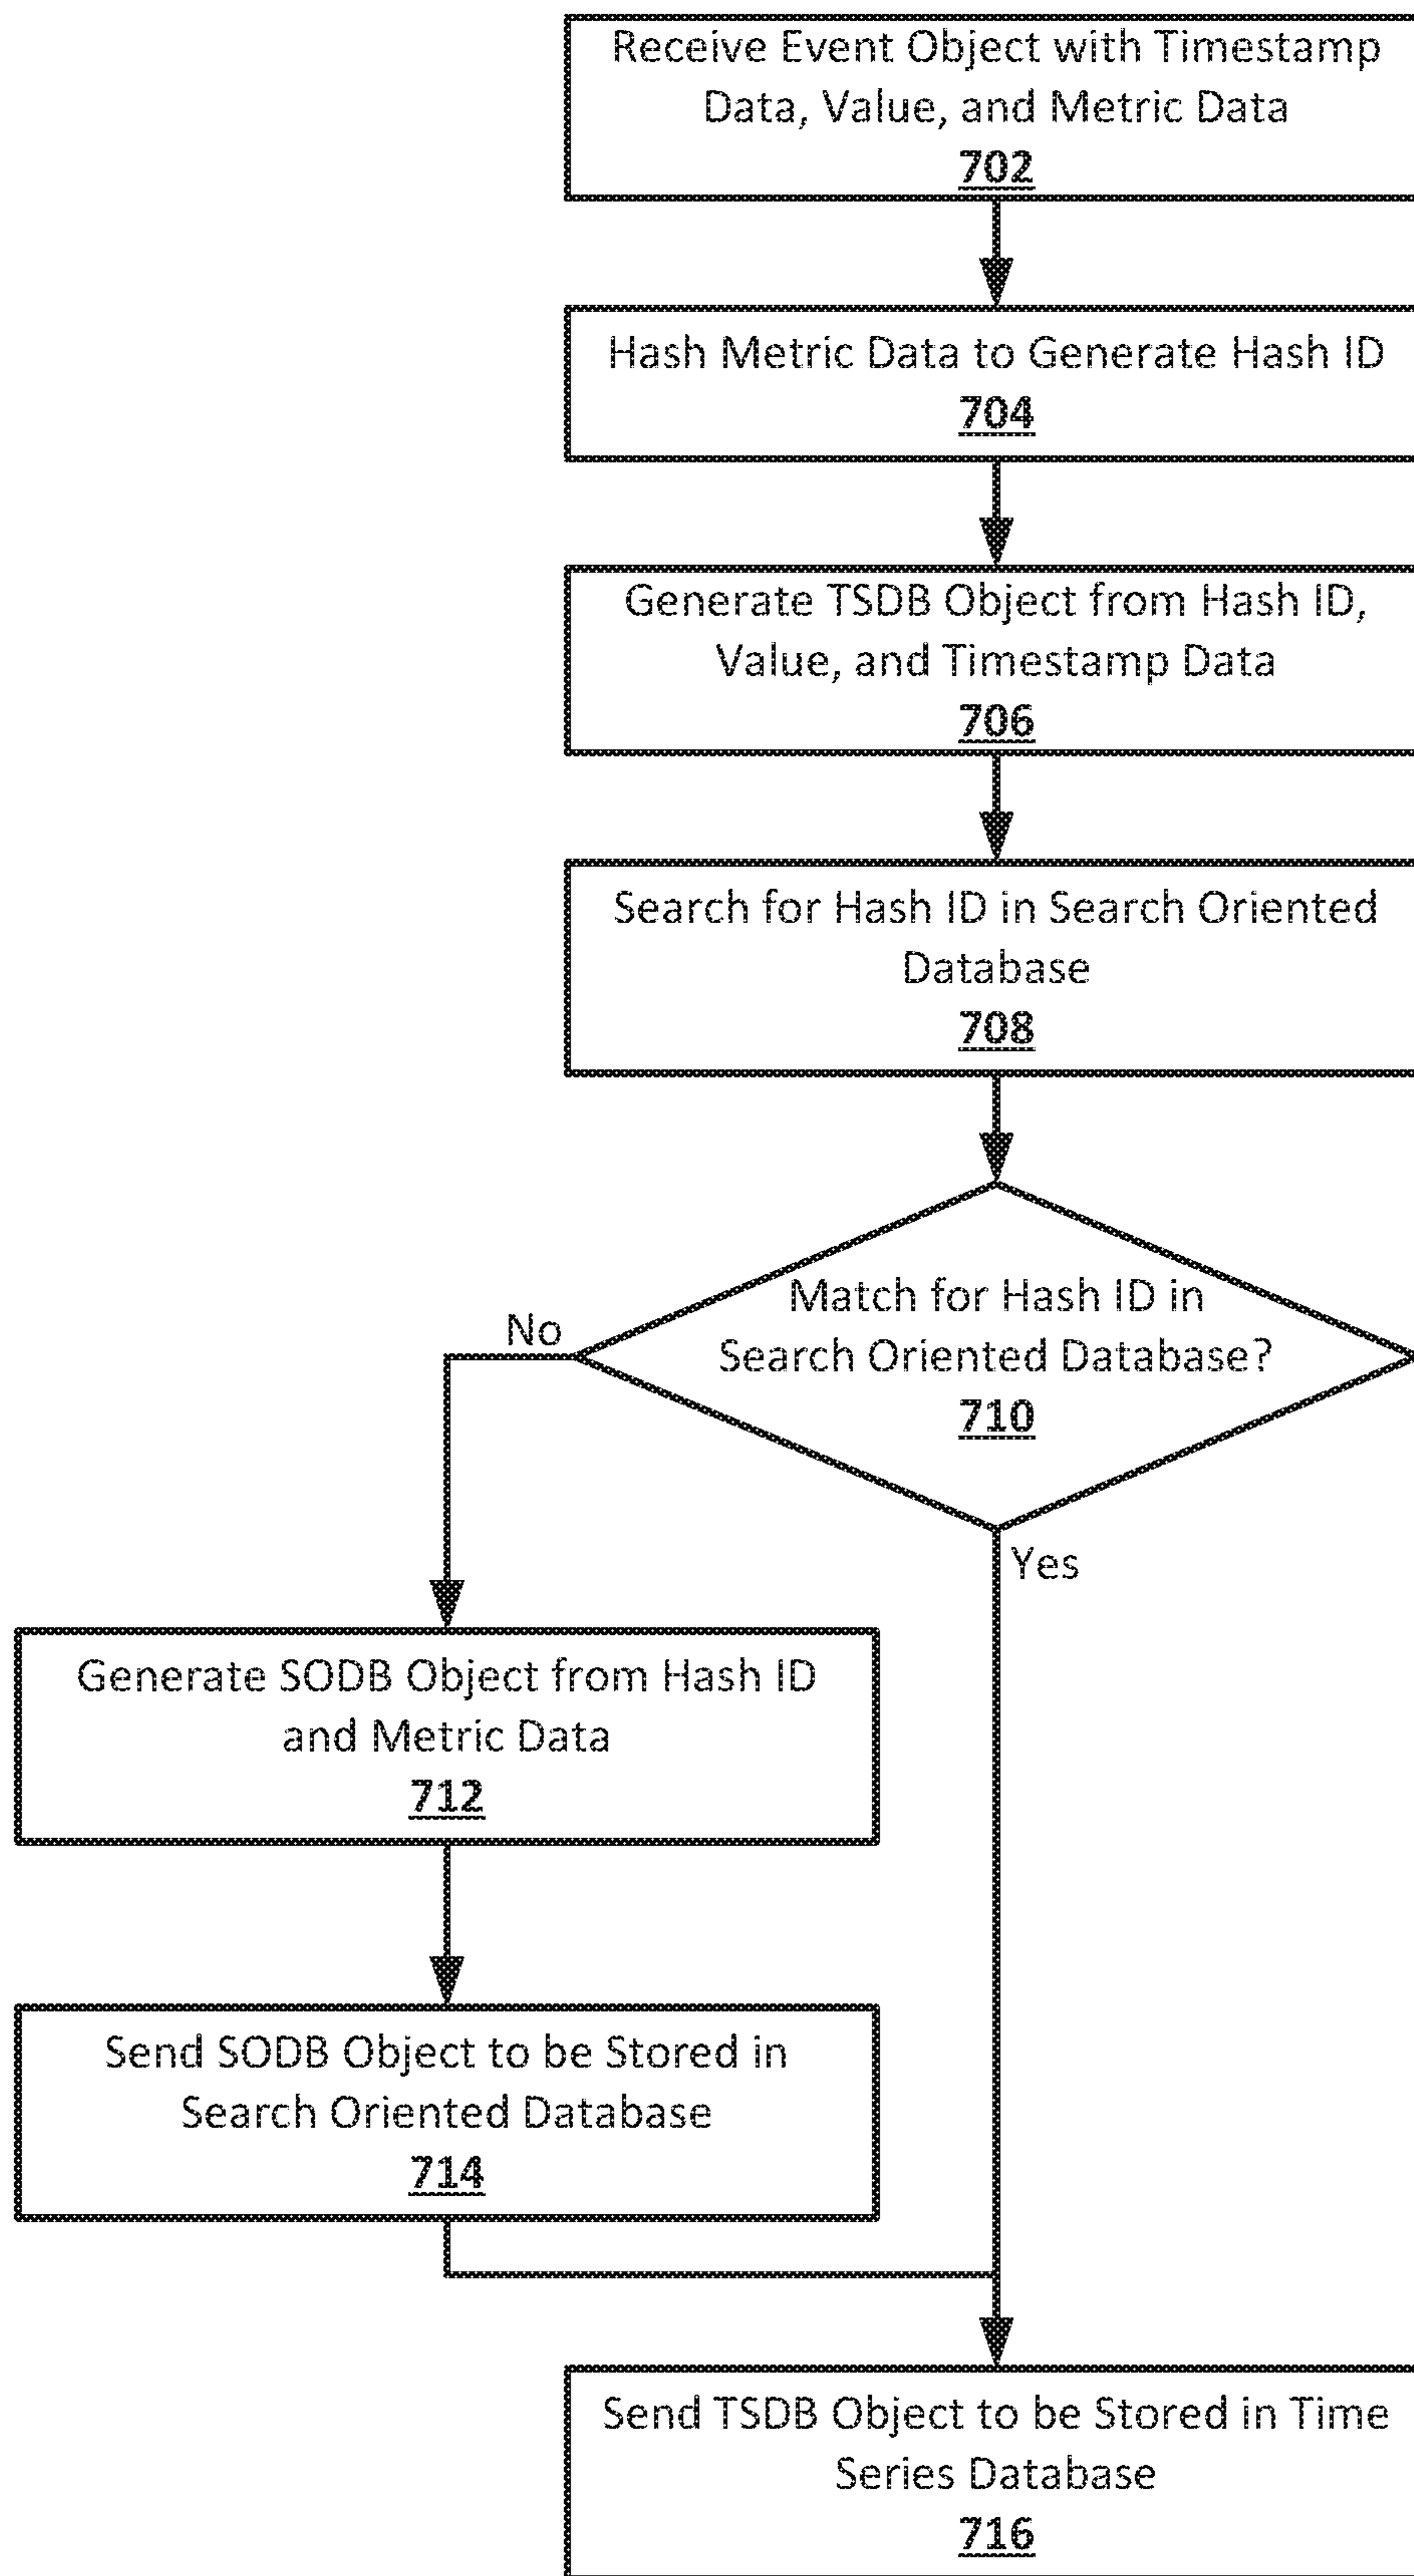 Receive Event Object with Timestamp
Data, Value, and Metric Data
702
Hash Metric Data to Generate Hash ID
704
Generate TSDB Object from Hash ID,
Value, and Timestamp Data
706
Search for Hash ID in Search Oriented
Database
708
Match for Hash ID in
Search Oriented Database?
710
No
Yes
Generate SODB Object from Hash ID
and Metric Data
712
Send SODB Object to be Stored in
Search Oriented Database
714
Send TSDB Object to be Stored in Time
Series Database
716